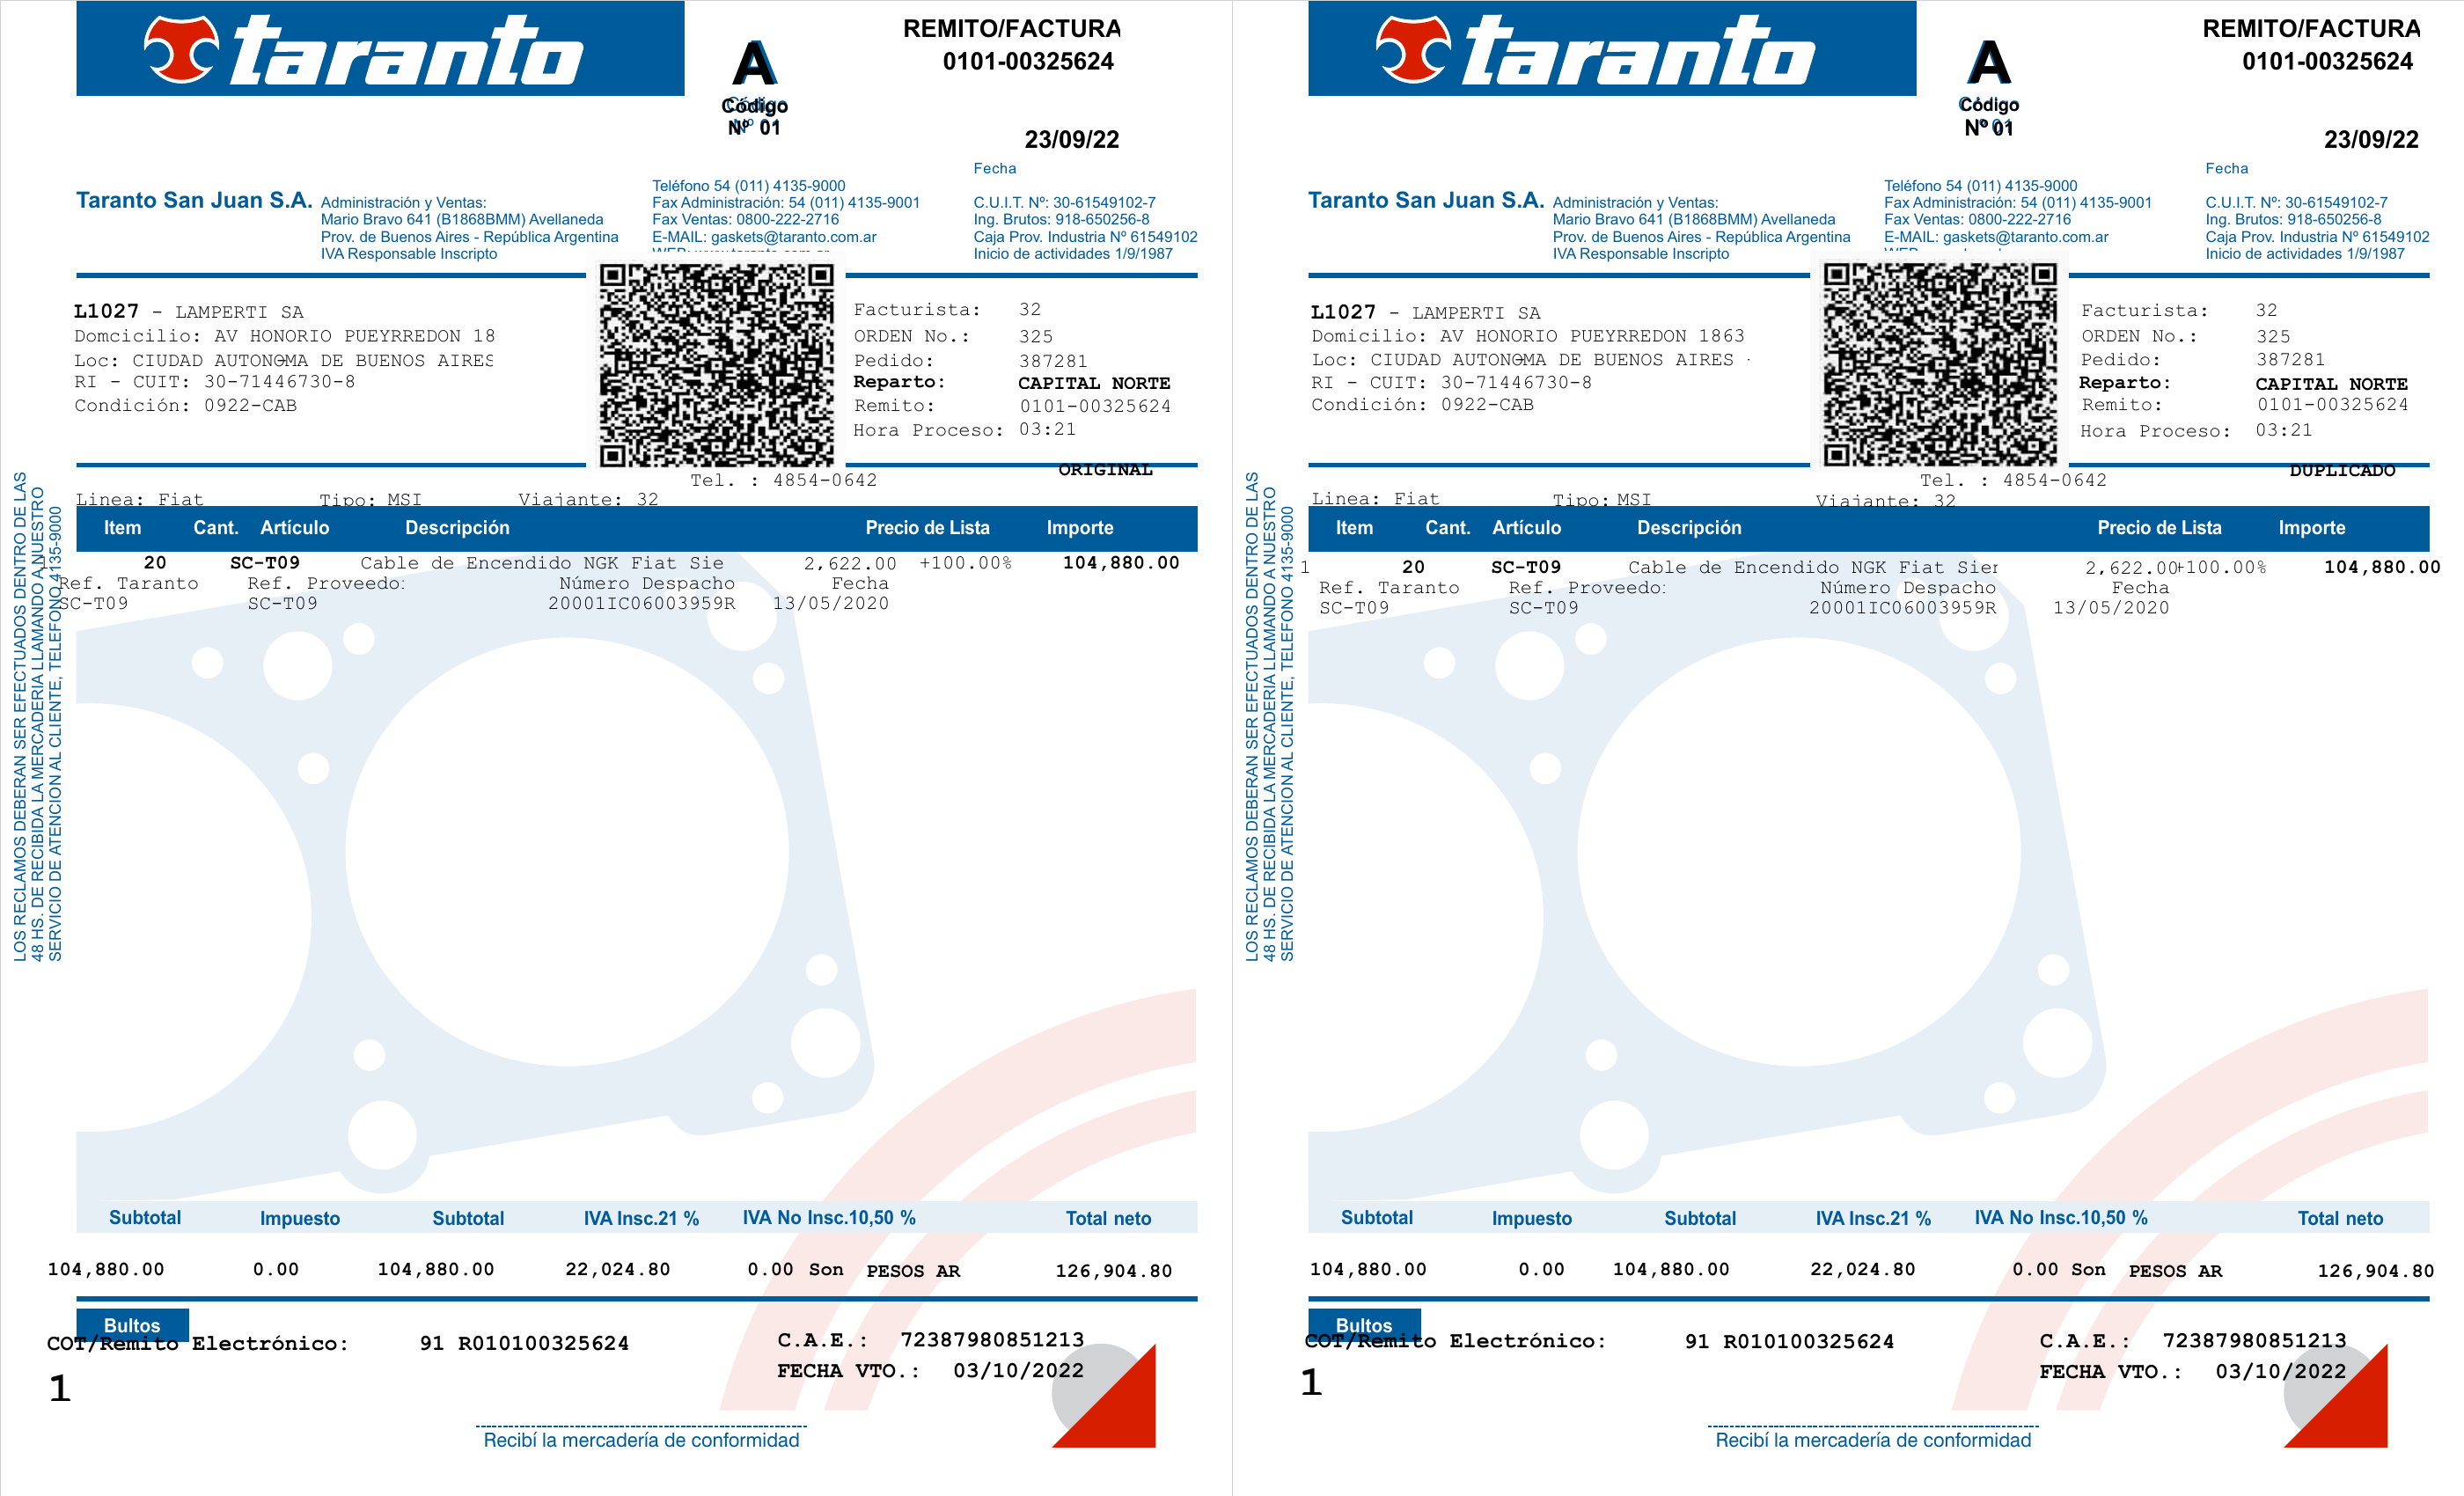 taranto
A
Código
Nº 01
REMITO/FACTURA
0101-00325624
23/09/22
Fecha
Taranto San Juan S.A.
Administración y Ventas:
Mario Bravo 641 (B1868BMM) Avellaneda
Prov. de Buenos Aires - República Argentina
IVA Responsable Inscripto
Teléfono 54 (011) 4135-9000
Fax Administración: 54 (011) 4135-9001
Fax Ventas: 0800-222-2716
E-MAIL: gaskets@taranto.com.ar
C.U.I.T. Nº: 30-61549102-7
Ing. Brutos: 918-650256-8
Caja Prov. Industria Nº 61549102
Inicio de actividades 1/9/1987
L1027 - LAMPERTI SA
Domcicilio: AV HONORIO PUEYRREDON 18
Loc: CIUDAD AUTONOMA DE BUENOS AIRES
RI - CUIT: 30-71446730-8
Condición: 0922-CAB
Facturista: 32
ORDEN No.: 325
Pedido: 387281
Reparto: CAPITAL NORTE
Remito: 0101-00325624
Hora Proceso: 03:21
ORIGINAL
Tel. : 4854-0642
Linea: Fiat Tipo: MSI Viajante: 32
Item Cant. Artículo Descripción Precio de Lista Importe
1 20 SC-T09 Cable de Encendido NGK Fiat Sie 2,622.00 +100.00% 104,880.00
Ref. Taranto Ref. Proveedo: Número Despacho Fecha
SC-T09 SC-T09 20001IC06003959R 13/05/2020
LOS RECLAMOS DEBERAN SER EFECTUADOS DENTRO DE LAS
48 HS. DE RECIBIDA LA MERCADERIA LLAMANDO A NUESTRO
SERVICIO DE ATENCION AL CLIENTE, TELEFONO 4135-9000
Subtotal Impuesto Subtotal IVA Insc.21 % IVA No Insc.10,50 % Total neto
104,880.00 0.00 104,880.00 22,024.80 0.00 Son PESOS AR 126,904.80
Bultos
COT/Remito Electrónico: 91 R010100325624
C.A.E.: 72387980851213
FECHA VTO.: 03/10/2022
1
Recibí la mercadería de conformidad
taranto
A
Código
Nº 01
REMITO/FACTURA
0101-00325624
23/09/22
Fecha
Taranto San Juan S.A.
Administración y Ventas:
Mario Bravo 641 (B1868BMM) Avellaneda
Prov. de Buenos Aires - República Argentina
IVA Responsable Inscripto
Teléfono 54 (011) 4135-9000
Fax Administración: 54 (011) 4135-9001
Fax Ventas: 0800-222-2716
E-MAIL: gaskets@taranto.com.ar
C.U.I.T. Nº: 30-61549102-7
Ing. Brutos: 918-650256-8
Caja Prov. Industria Nº 61549102
Inicio de actividades 1/9/1987
L1027 - LAMPERTI SA
Domicilio: AV HONORIO PUEYRREDON 1863
Loc: CIUDAD AUTONOMA DE BUENOS AIRES
RI - CUIT: 30-71446730-8
Condición: 0922-CAB
Facturista: 32
ORDEN No.: 325
Pedido: 387281
Reparto: CAPITAL NORTE
Remito: 0101-00325624
Hora Proceso: 03:21
DUPLICADO
Tel. : 4854-0642
Linea: Fiat Tipo: MSI Viajante: 32
Item Cant. Artículo Descripción Precio de Lista Importe
1 20 SC-T09 Cable de Encendido NGK Fiat Sier 2,622.00+100.00% 104,880.00
Ref. Taranto Ref. Proveedo: Número Despacho Fecha
SC-T09 SC-T09 20001IC06003959R 13/05/2020
LOS RECLAMOS DEBERAN SER EFECTUADOS DENTRO DE LAS
48 HS. DE RECIBIDA LA MERCADERIA LLAMANDO A NUESTRO
SERVICIO DE ATENCION AL CLIENTE, TELEFONO 4135-9000
Subtotal Impuesto Subtotal IVA Insc.21 % IVA No Insc.10,50 % Total neto
104,880.00 0.00 104,880.00 22,024.80 0.00 Son PESOS AR 126,904.80
Bultos
COT/Remito Electrónico: 91 R010100325624
C.A.E.: 72387980851213
FECHA VTO.: 03/10/2022
1
Recibí la mercadería de conformidad